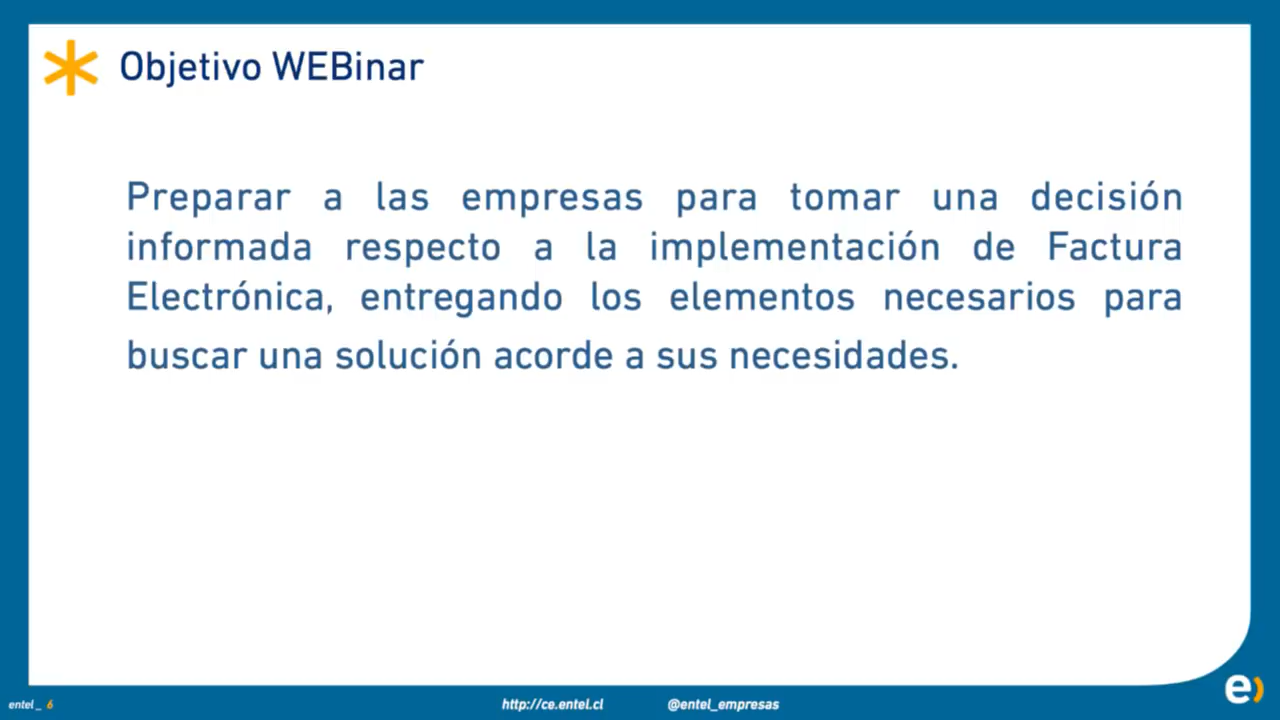 Objetivo WEBinar
Preparar a las empresas para tomar una decisión
informada respecto a la implementación de Factura
Electrónica, entregando los elementos necesarios para
buscar una solución acorde a sus necesidades.
entel_ 6
http://ce.entel.cl
@entel_empresas
e)